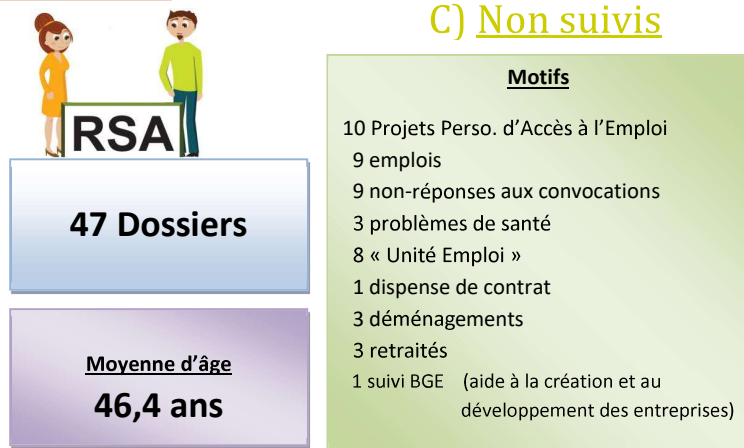 C) Non suivis
RSA
47 Dossiers
Moyenne d’âge
46,4 ans
Motifs
10 Projets Perso. d’Accès à l’Emploi
9 emplois
9 non-réponses aux convocations
3 problèmes de santé
8 « Unité Emploi »
1 dispense de contrat
3 déménagements
3 retraités
1 suivi BGE (aide à la création et au
développement des entreprises)